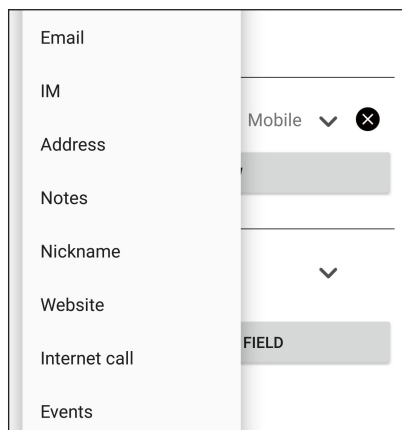 Email
IM
Address
Mobile
Notes
Nickname
Website
Internet call
FIELD
Events